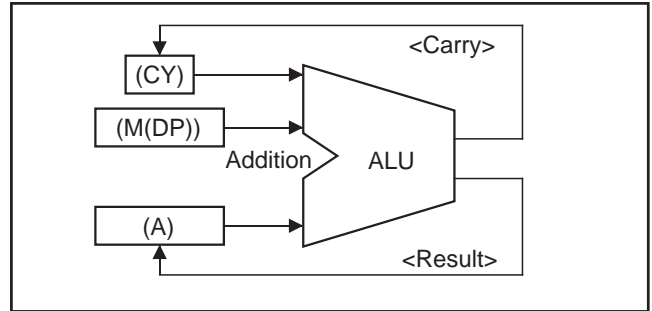 <Carry>
(CY)
(M(DP))
Addition
ALU
(A)
<Result>